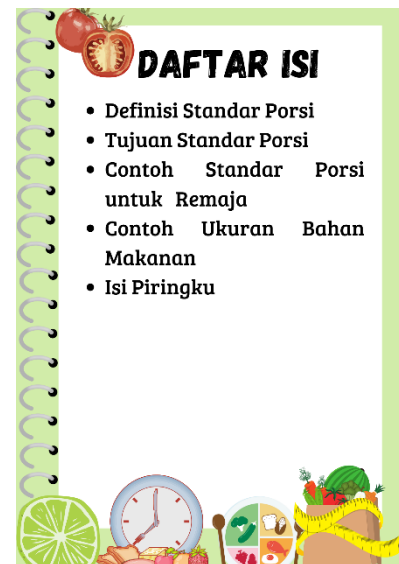 DAFTAR ISI
• Definisi Standar Porsi
• Tujuan Standar Porsi
• Contoh Standar Porsi
untuk Remaja
• Contoh Ukuran Bahan
Makanan
• Isi Piringku